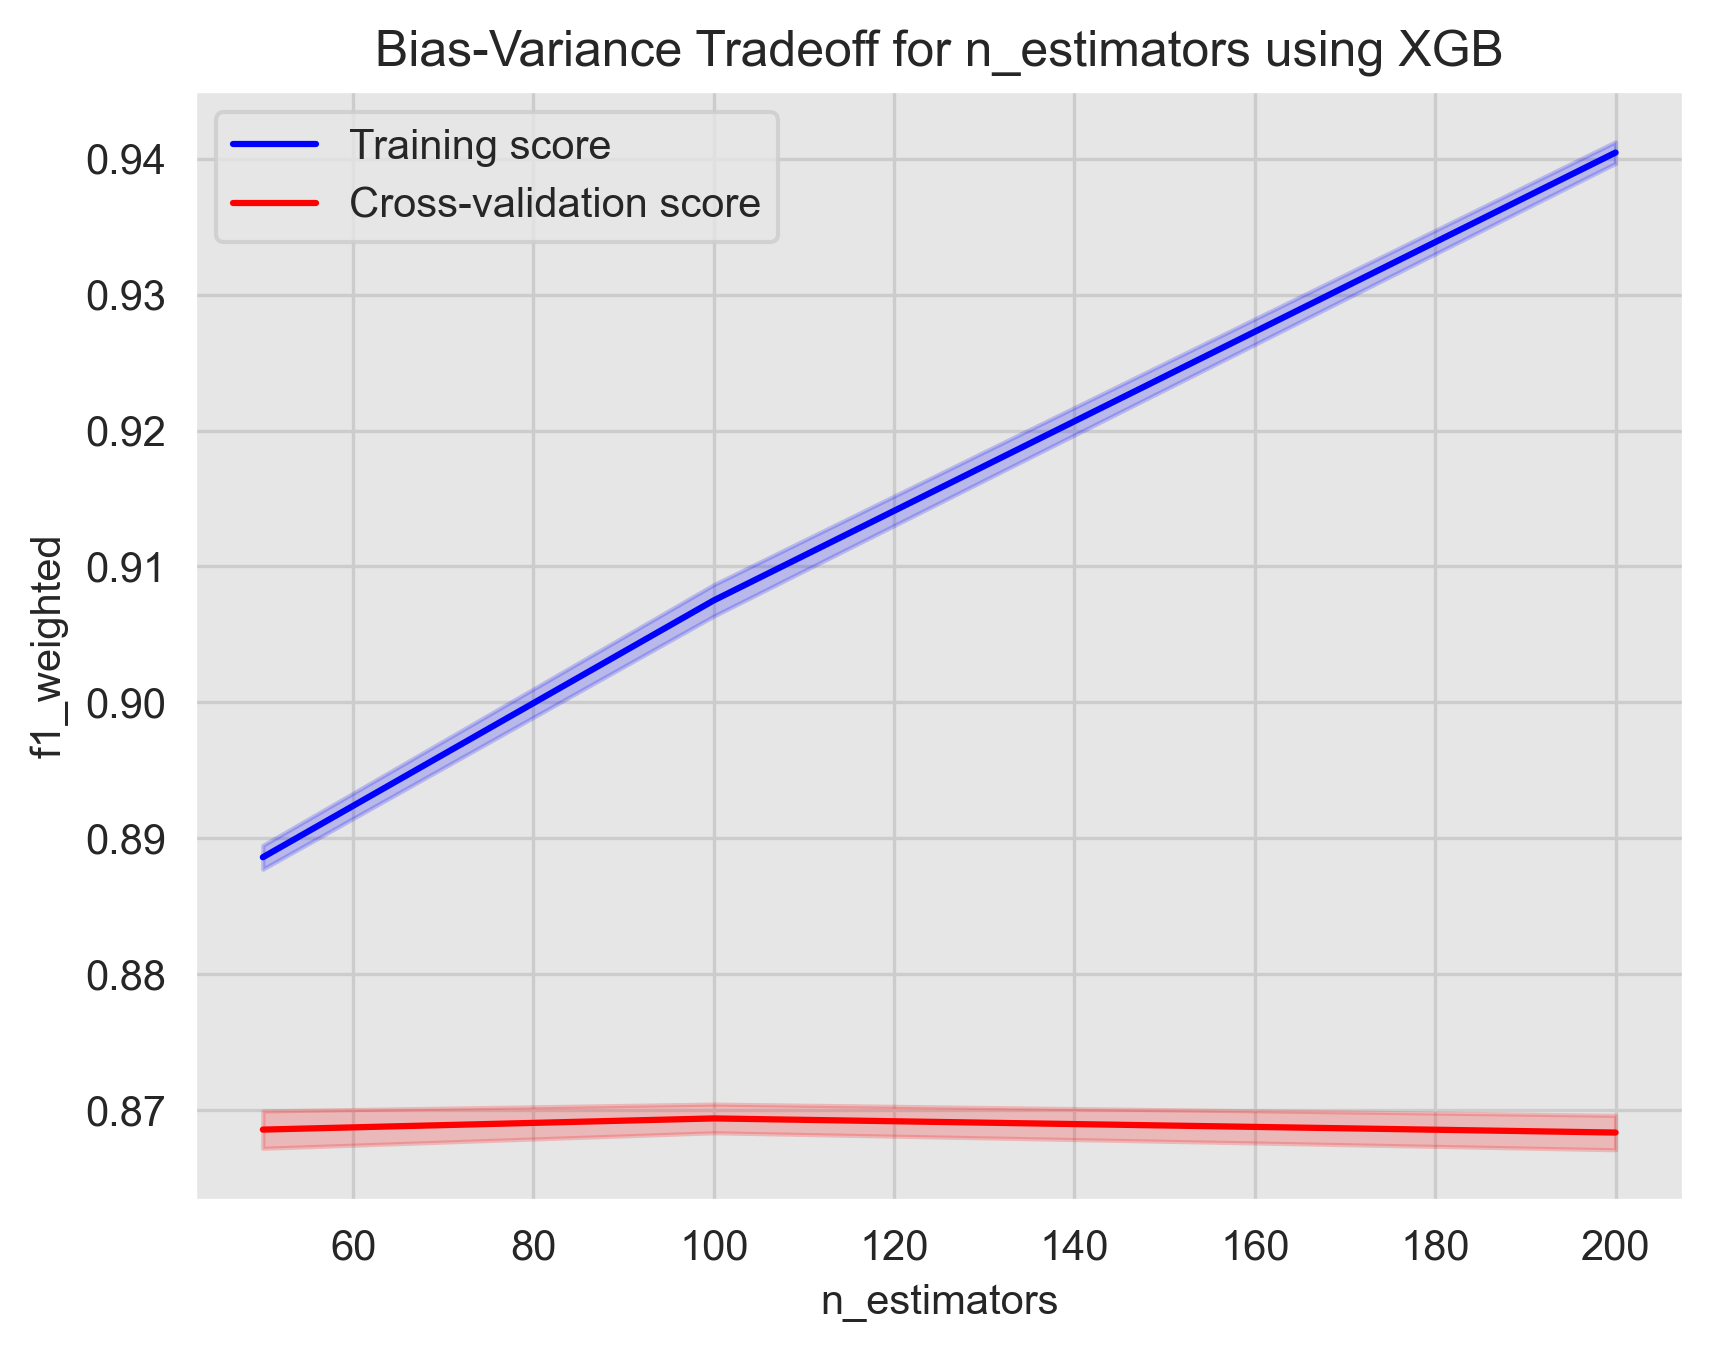 Bias-Variance Tradeoff for n_estimators using XGB
Training score
Cross-validation score
0.94
0.93
0.92
0.91
0.90
0.89
0.88
0.87
f1_weighted
60 80 100 120 140 160 180 200
n_estimators